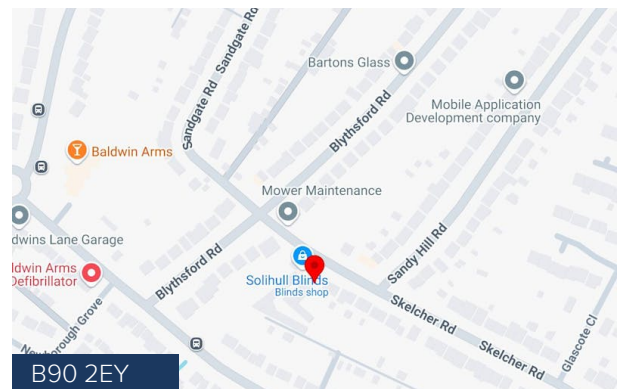 Sandgate Rd
Sandgate Rd
Bartons Glass
Blythsford Rd
Mobile Application
Development company
Baldwin Arms
Mower Maintenance
dwins Lane Garage
Blythsford Rd
Sandy Hill Rd
ldwin Arms
Defibrillator
Solihull Blinds
Blinds shop
Skelcher Rd
Skelcher Rd
Glascote Cl
Newborough Grove
B90 2EY